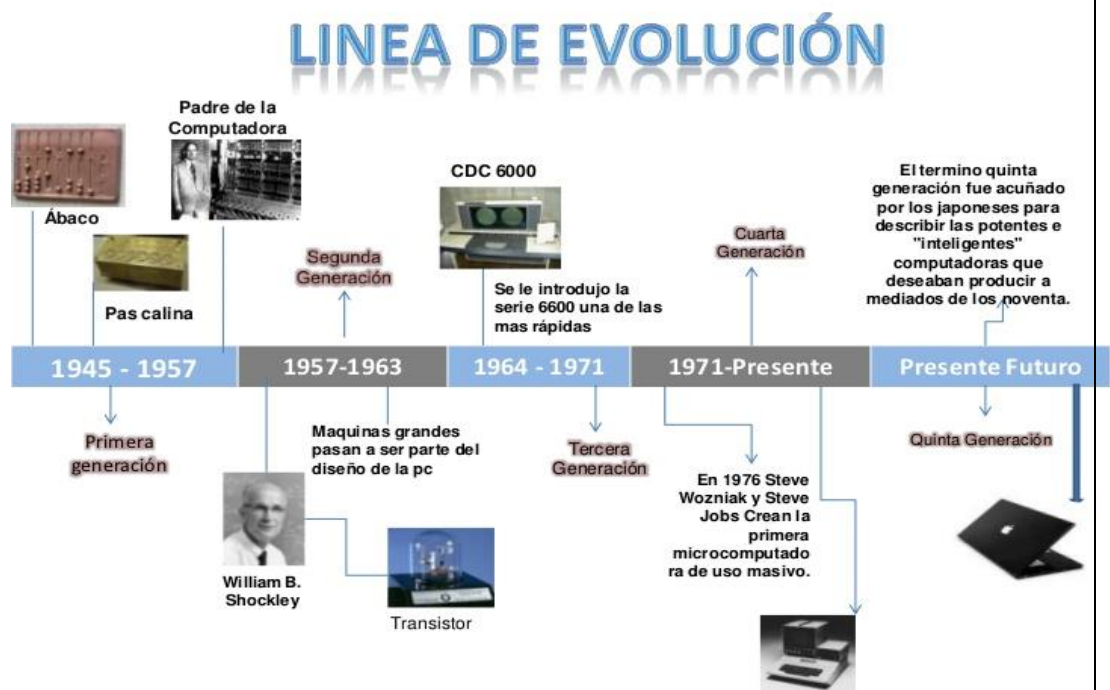 LINEA DE EVOLUCIÓN
Padre de la
Computadora
Ábaco
Pas calina
Segunda
Generación
CDC 6000
Se le introdujo la
serie 6600 una de las
mas rápidas
Cuarta
Generación
El termino quinta
generación fue acuñado
por los japoneses para
describir las potentes e
"inteligentes"
computadoras que
deseaban producir a
mediados de los noventa.
1945 - 1957
1957-1963
1964 - 1971
1971-Presente
Presente Futuro
Primera
generación
Maquinas grandes
pasan a ser parte del
diseño de la pc
William B.
Shockley
Transistor
Tercera
Generación
En 1976 Steve
Wozniak y Steve
Jobs Crean la
primera
microcomputado
ra de uso masivo.
Quinta Generación